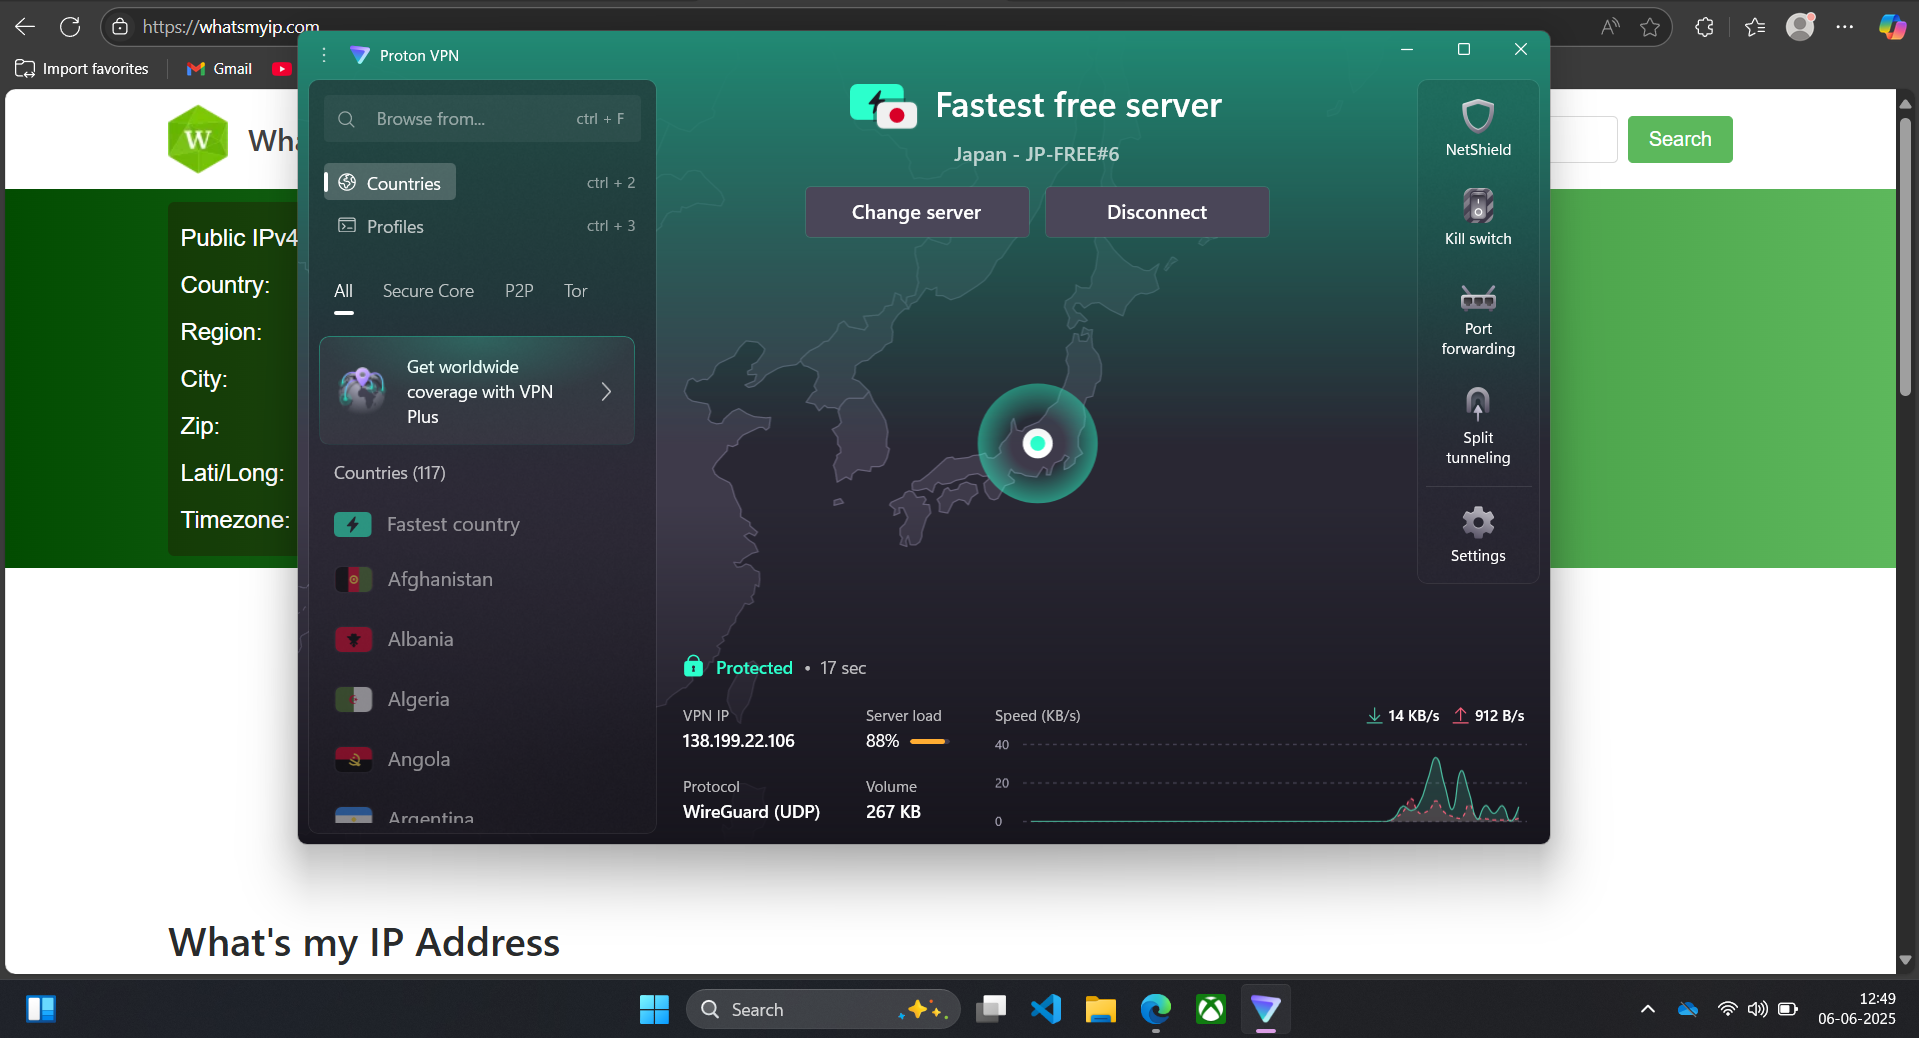 https://whatsmyip.com
Import favorites
Gmail
Wha
Search
Public IPv4
Country:
Region:
City:
Zip:
Lati/Long:
Timezone:
What's my IP Address
Proton VPN
Browse from... ctrl + F
Countries ctrl + 2
Profiles ctrl + 3
All Secure Core P2P Tor
Get worldwide
coverage with VPN
Plus
Countries (117)
Fastest country
Afghanistan
Albania
Algeria
Angola
Argentina
Fastest free server
Japan - JP-FREE#6
Change server
Disconnect
NetShield
Kill switch
Port
forwarding
Split
tunneling
Settings
Protected • 17 sec
VPN IP
138.199.22.106
Server load
88%
Protocol
WireGuard (UDP)
Volume
267 KB
Speed (KB/s)
14 KB/s
912 B/s
40
20
0
Search
12:49
06-06-2025